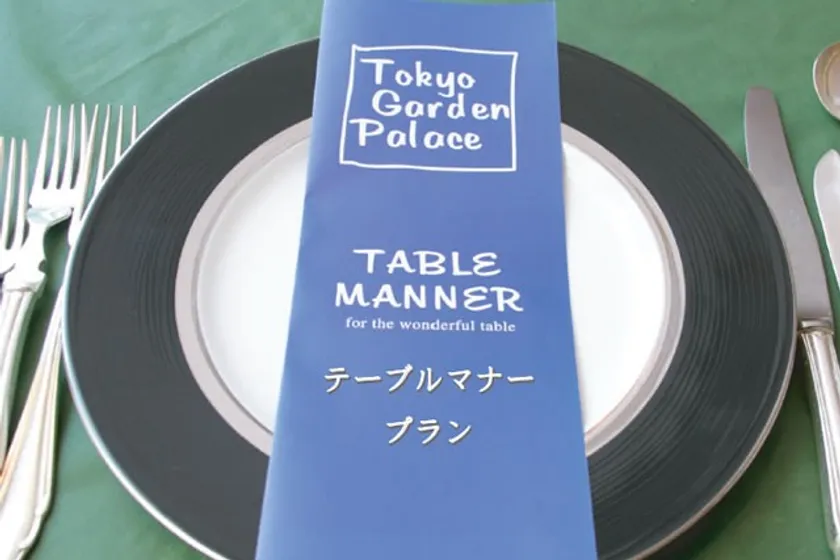 Tokyo
Garden
Palace
TABLE
MANNER
for the wonderful table
テーブルマナー
プラン